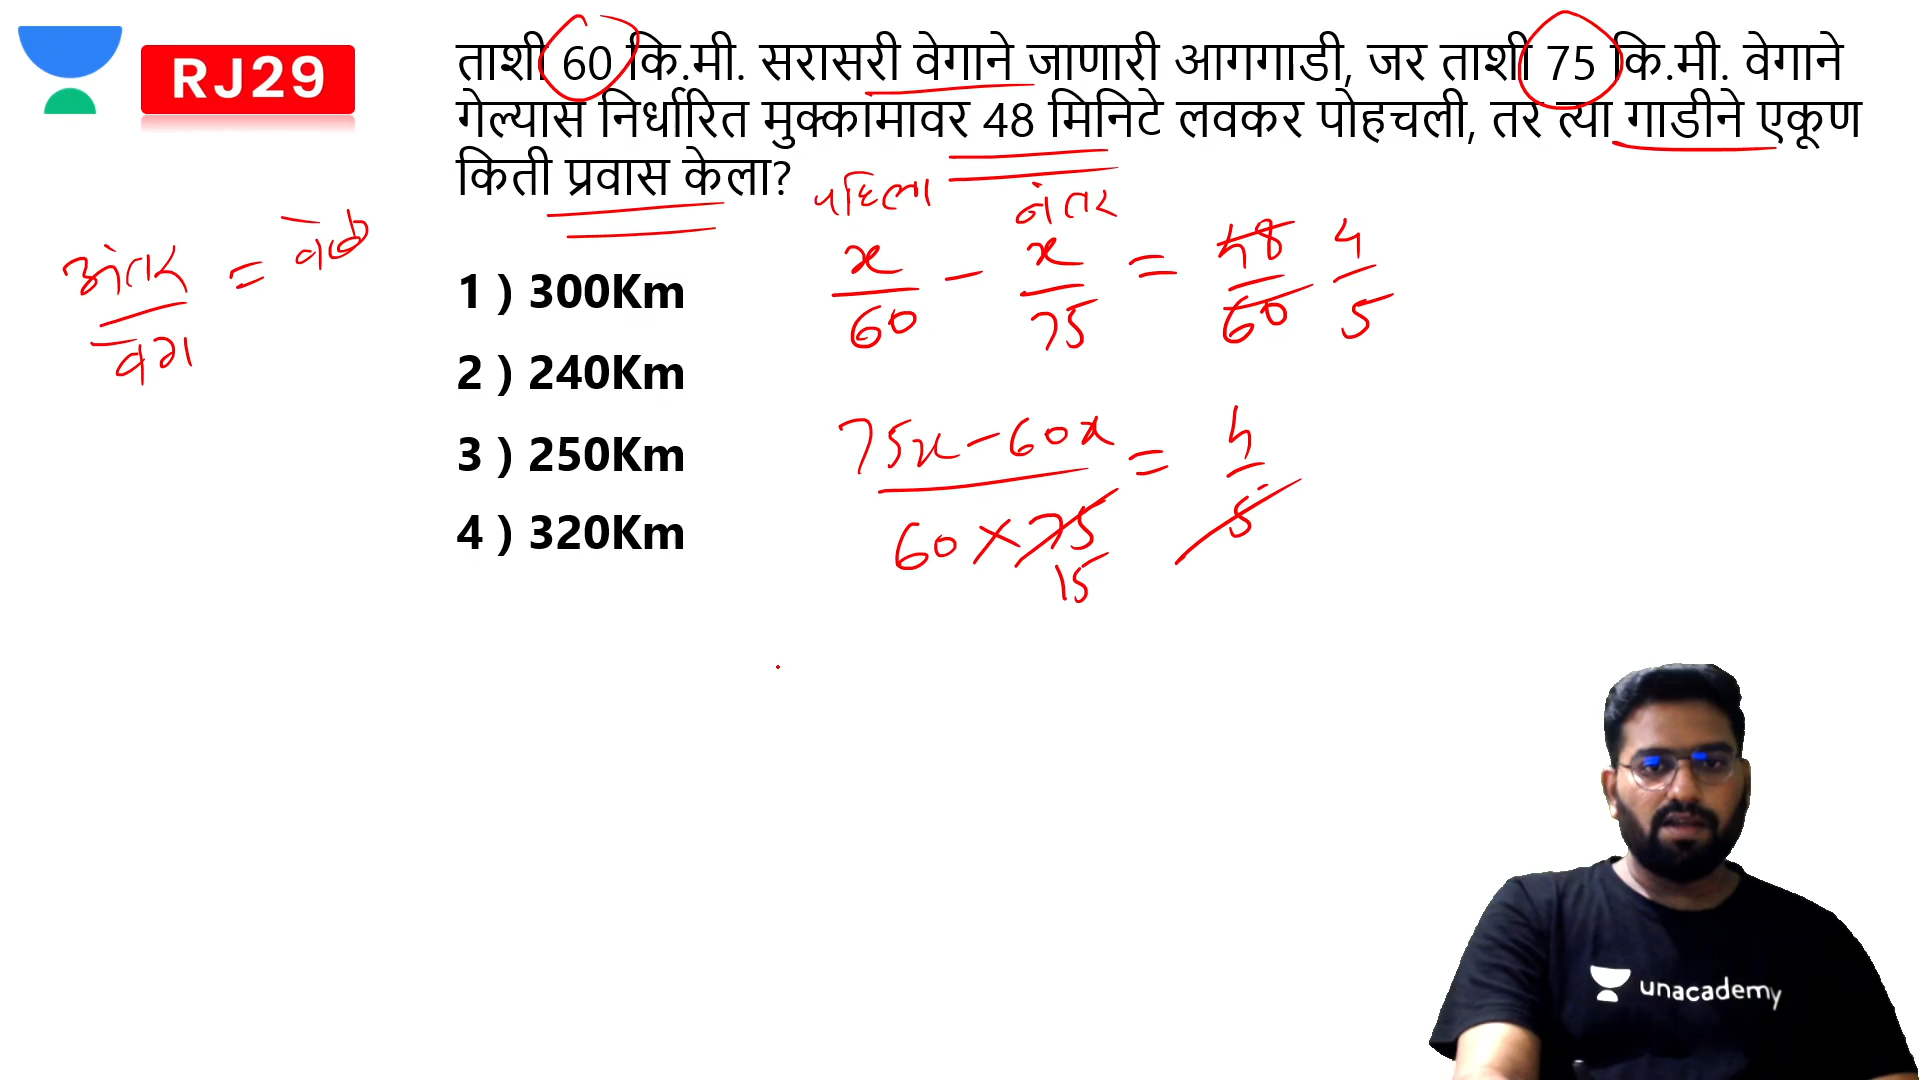 RJ29
ताशी 60 कि.मी. सरासरी वेगाने जाणारी आगगाडी, जर ताशी 75 कि.मी. वेगाने
गेल्यास निर्धारित मुक्कामावर 48 मिनिटे लवकर पोहचली, तर त्या गाडीने एकूण
किती प्रवास केला?
पहिला नंतर
अंतर / वेग = वेळ
x/60 - x/75 = 48/60 4/5
1 ) 300Km
2 ) 240Km
3 ) 250Km
4 ) 320Km
75x - 60x / 60 × 75 = 4/5
15
unacademy